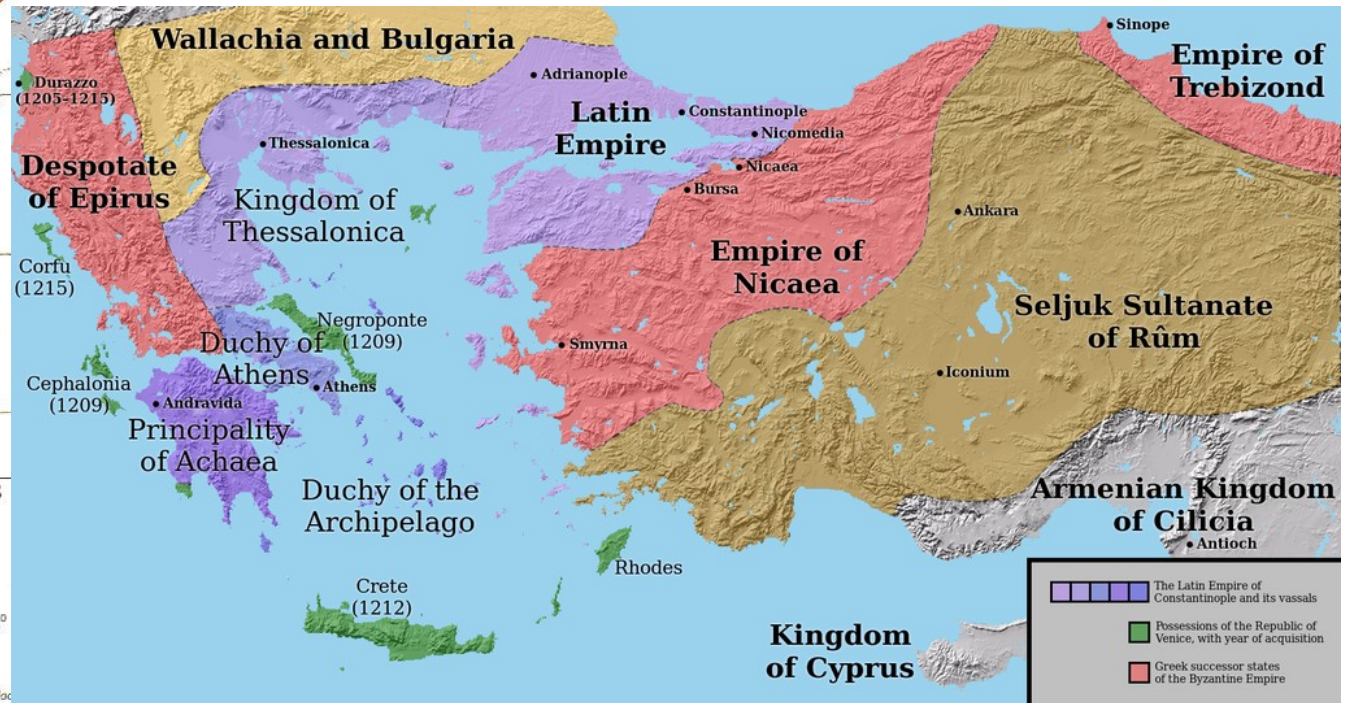 Wallachia and Bulgaria
Sinope
Empire of
Trebizond
Durazzo
(1205-1215)
Adrianople
Latin
Empire
Constantinople
Nicomedia
Thessalonica
Nicaea
Bursa
Despotate
of Epirus
Kingdom of
Thessalonica
Ankara
Empire of
Nicaea
Corfu
(1215)
Seljuk Sultanate
of Rûm
Negroponte
(1209)
Duchy of
Athens
Smyrna
Iconium
Cephalonia
(1209)
Athens
Andravida
Principality
of Achaea
Duchy of the
Archipelago
Armenian Kingdom
of Cilicia
Antioch
Rhodes
Crete
(1212)
Kingdom
of Cyprus
The Latin Empire of
Constantinople and its vassals
Possessions of the Republic of
Venice, with year of acquisition
Greek successor states
of the Byzantine Empire